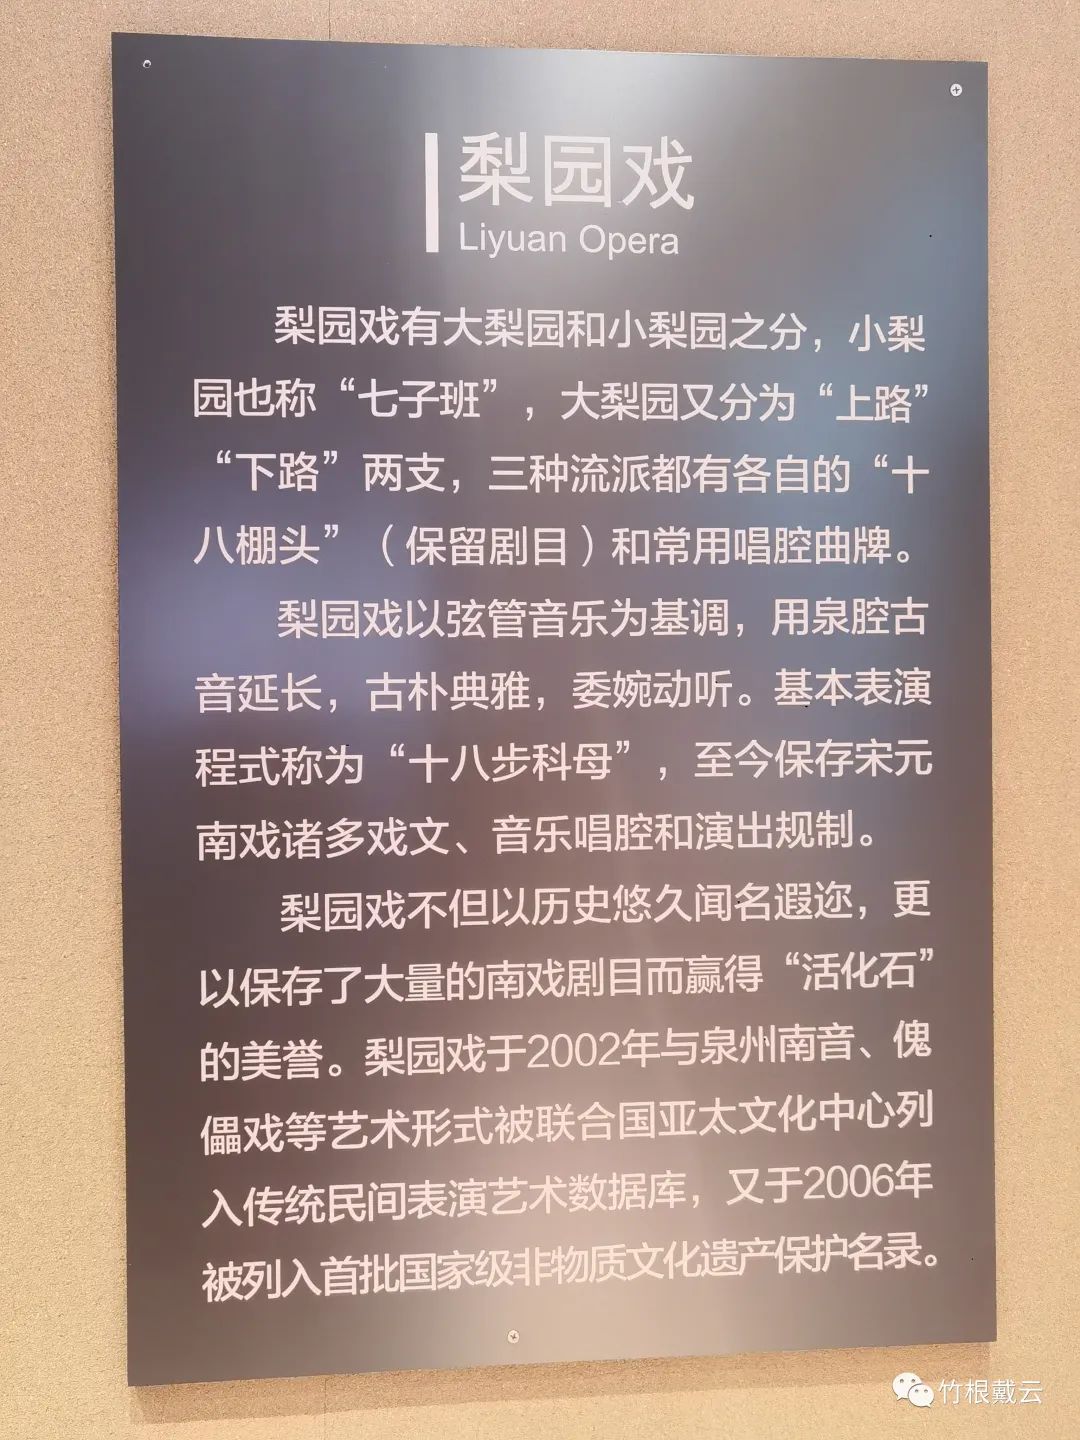 梨园戏
Liyuan Opera
梨园戏有大梨园和小梨园之分，小梨
园也称“七子班”，大梨园又分为“上路”
“下路”两支，三种流派都有各自的“十
八棚头”（保留剧目）和常用唱腔曲牌。
梨园戏以弦管音乐为基调，用泉腔古
音延长，古朴典雅，委婉动听。基本表演
程式称为“十八步科母”，至今保存宋元
南戏诸多戏文、音乐唱腔和演出规制。
梨园戏不但以历史悠久闻名遐迩，更
以保存了大量的南戏剧目而赢得“活化石”
的美誉。梨园戏于2002年与泉州南音、傀
儡戏等艺术形式被联合国亚太文化中心列
入传统民间表演艺术数据库，又于2006年
被列入首批国家级非物质文化遗产保护名录。
竹根戴云